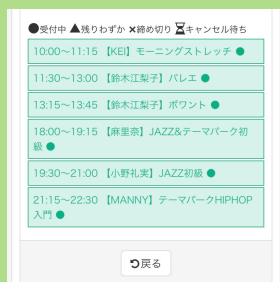 ●受付中 ▲残りわずか ×締め切り ⌛キャンセル待ち
10:00～11:15 【KEI】モーニングストレッチ ●
11:30～13:00 【鈴木江梨子】バレエ ●
13:15～13:45 【鈴木江梨子】ポワント ●
18:00～19:15 【麻里奈】JAZZ&テーマパーク初
級 ●
19:30～21:00 【小野礼実】JAZZ初級 ●
21:15～22:30 【MANNY】テーマパークHIPHOP
入門 ●
戻る